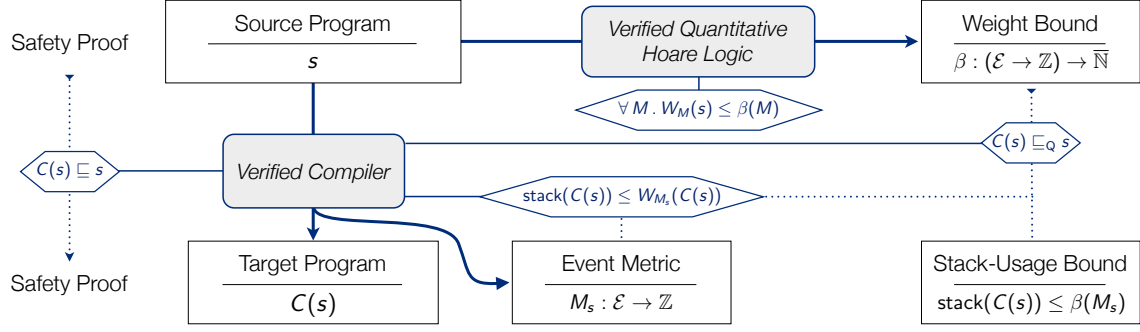 Safety Proof
Source Program
s
Verified Quantitative
Hoare Logic
Weight Bound
β : (ℰ → ℤ) → ℕ̅
∀ M . W_M(s) ≤ β(M)
C(s) ⊑ s
Verified Compiler
C(s) ⊑_Q s
stack(C(s)) ≤ W_{M_s}(C(s))
Safety Proof
Target Program
C(s)
Event Metric
M_s : ℰ → ℤ
Stack-Usage Bound
stack(C(s)) ≤ β(M_s)